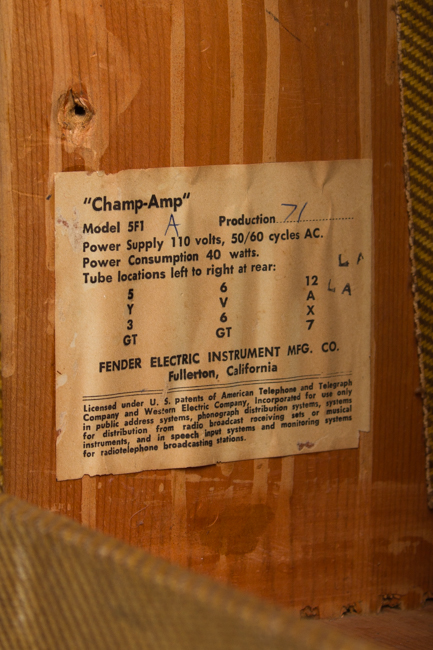 "Champ-Amp"
Model 5F1 A Production 71
Power Supply 110 volts, 50/60 cycles AC.
Power Consumption 40 watts.
Tube locations left to right at rear:
L A
5 6 12 L A
Y V A
3 6 X
GT GT 7
FENDER ELECTRIC INSTRUMENT MFG. CO.
Fullerton, California
Licensed under U. S. patents of American Telephone and Telegraph
Company and Western Electric Company, Incorporated for use only
in public address systems, phonograph distribution systems, systems
for distribution from radio broadcast receiving sets or musical
instruments, and in speech input systems and monitoring systems
for radiotelephone broadcasting stations.